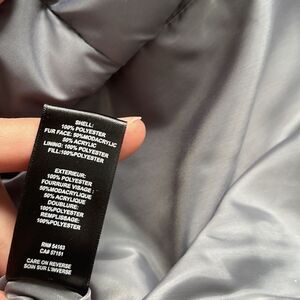 SHELL:
100% POLYESTER
FUR FACE: 50%MODACRYLIC
50% ACRYLIC
LINING: 100% POLYESTER
FILL:100%POLYESTER
EXTERIEUR:
100% POLYESTER
FOURRURE VISAGE :
50%MODACRYLIQUE
50% ACRYLIQUE
DOUBLURE:
100%POLYESTER
REMPLISSAGE:
100%POLYESTER
RN# 54163
CA# 57151
CARE ON REVERSE
SOIN SUR L'INVERSE